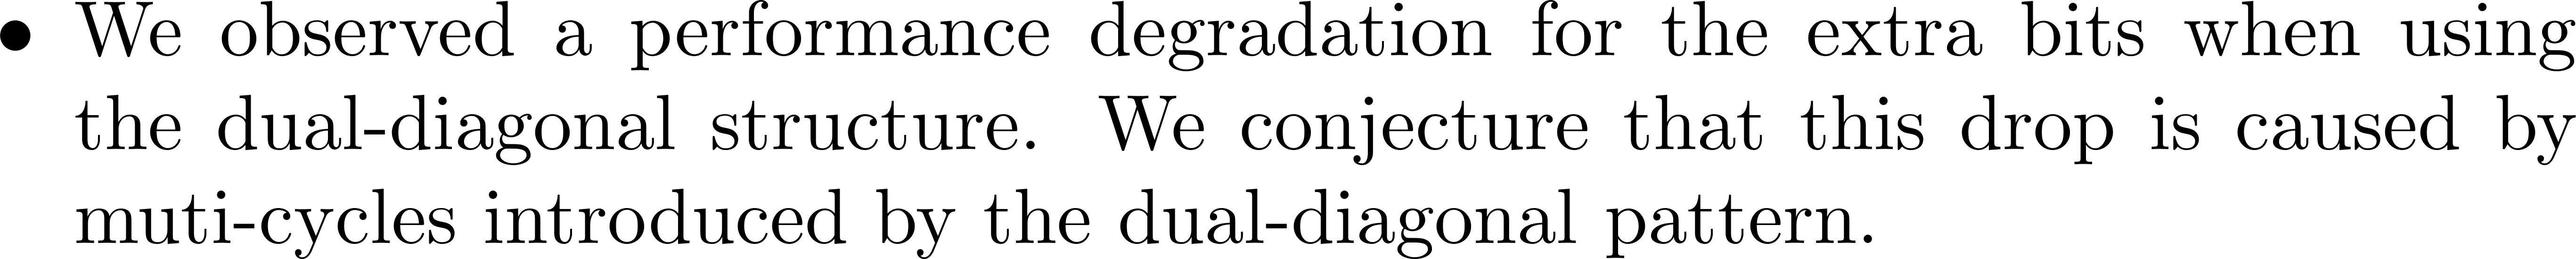 • We observed a performance degradation for the extra bits when using
the dual-diagonal structure. We conjecture that this drop is caused by
muti-cycles introduced by the dual-diagonal pattern.